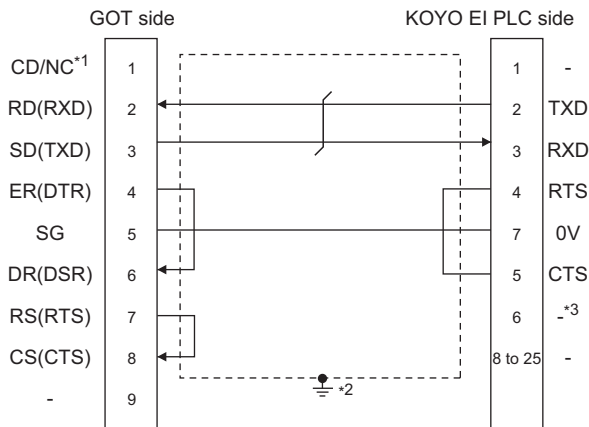 GOT side KOYO EI PLC side
CD/NC*1 1 1 -
RD(RXD) 2 2 TXD
SD(TXD) 3 3 RXD
ER(DTR) 4 4 RTS
SG 5 7 0V
DR(DSR) 6 5 CTS
RS(RTS) 7 6 -*3
CS(CTS) 8 8 to 25 -
*2
- 9